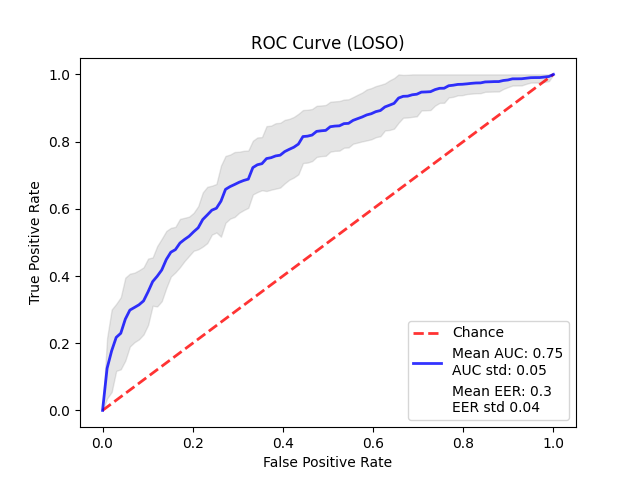 ROC Curve (LOSO)
True Positive Rate
1.0
0.8
0.6
0.4
0.2
0.0
0.0 0.2 0.4 0.6 0.8 1.0
False Positive Rate
Chance
Mean AUC: 0.75
AUC std: 0.05
Mean EER: 0.3
EER std 0.04